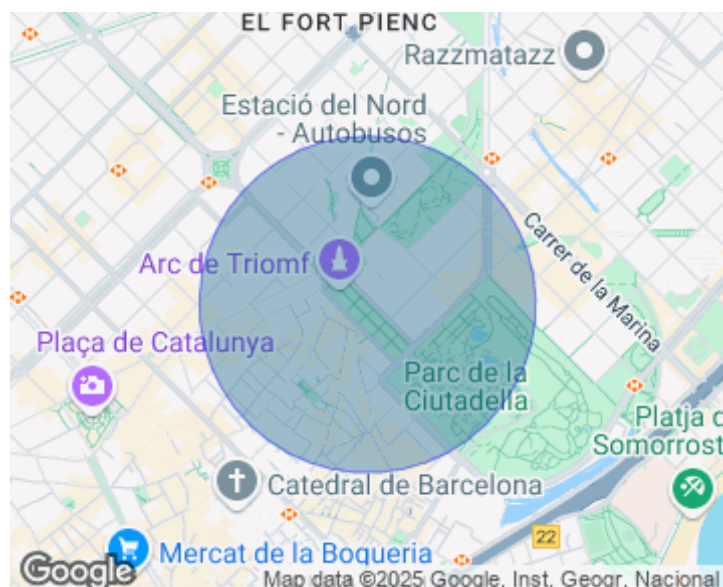 EL FORT PIENC
Razzmatazz
Estació del Nord
- Autobusos
Arc de Triomf
Carrer de la Marina
Plaça de Catalunya
Parc de la
Ciutadella
Platja d
Somorrost
Catedral de Barcelona
22
Mercat de la Boqueria
Google
Map data ©2025 Google, Inst. Geogr. Nacional